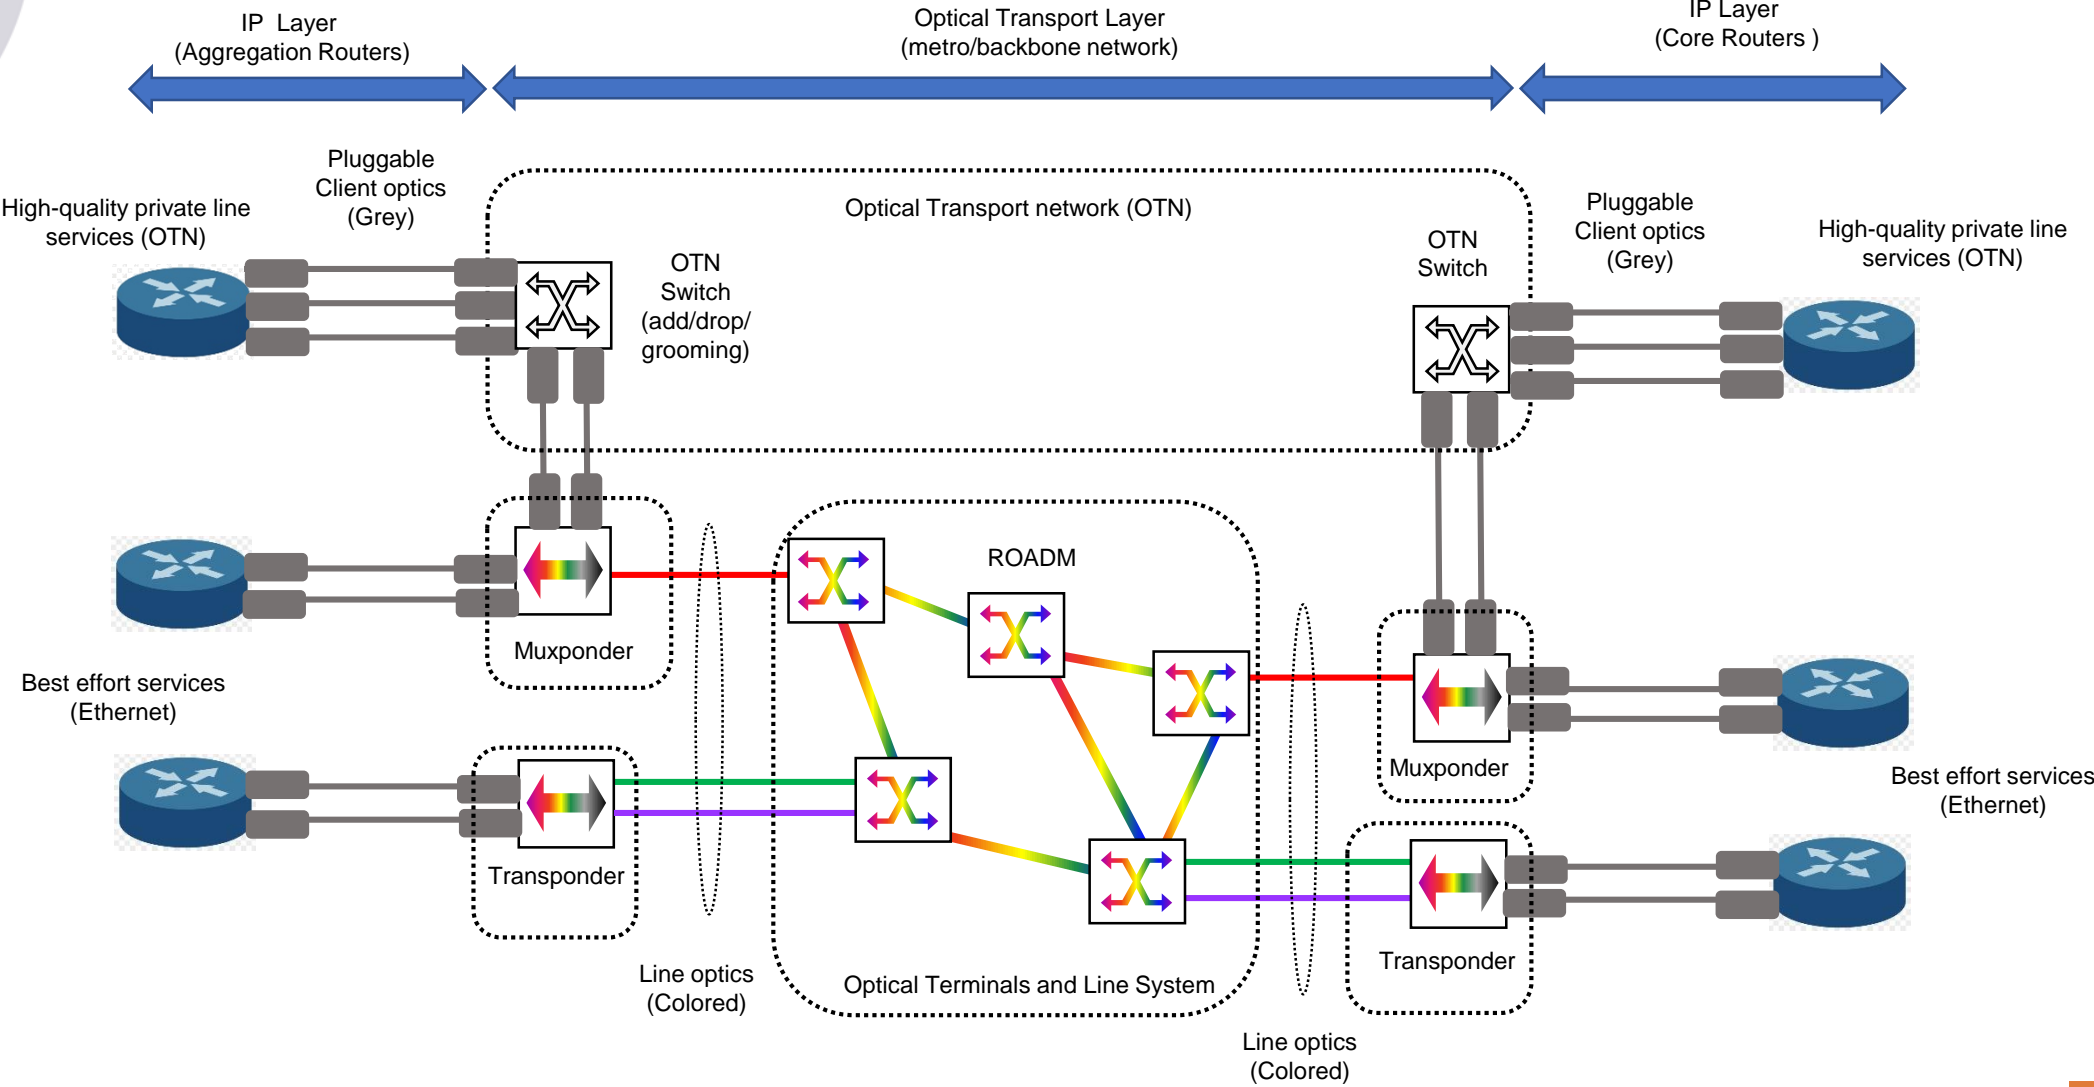 IP  Layer
(Aggregation Routers)
Optical Transport Layer
(metro/backbone network)
IP Layer
(Core Routers )
Pluggable
Client optics
(Grey)
High-quality private line
services (OTN)
Optical Transport network (OTN)
OTN
Switch
(add/drop/
grooming)
OTN
Switch
Pluggable
Client optics
(Grey)
High-quality private line
services (OTN)
ROADM
Muxponder
Best effort services
(Ethernet)
Muxponder
Best effort services
(Ethernet)
Transponder
Transponder
Line optics
(Colored)
Optical Terminals and Line System
Line optics
(Colored)